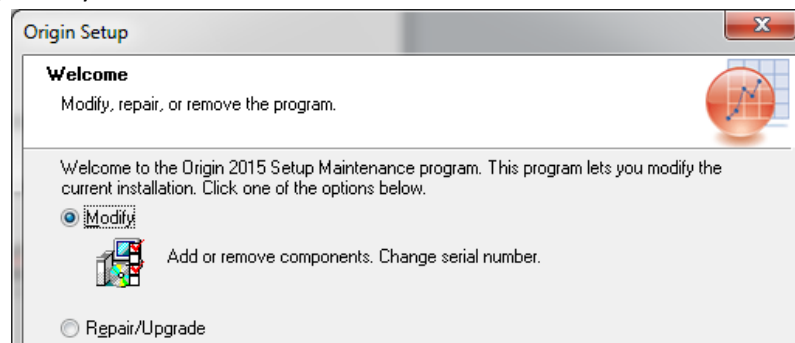 Origin Setup
Welcome
Modify, repair, or remove the program.
Welcome to the Origin 2015 Setup Maintenance program. This program lets you modify the
current installation. Click one of the options below.
Modify
Add or remove components. Change serial number.
Repair/Upgrade